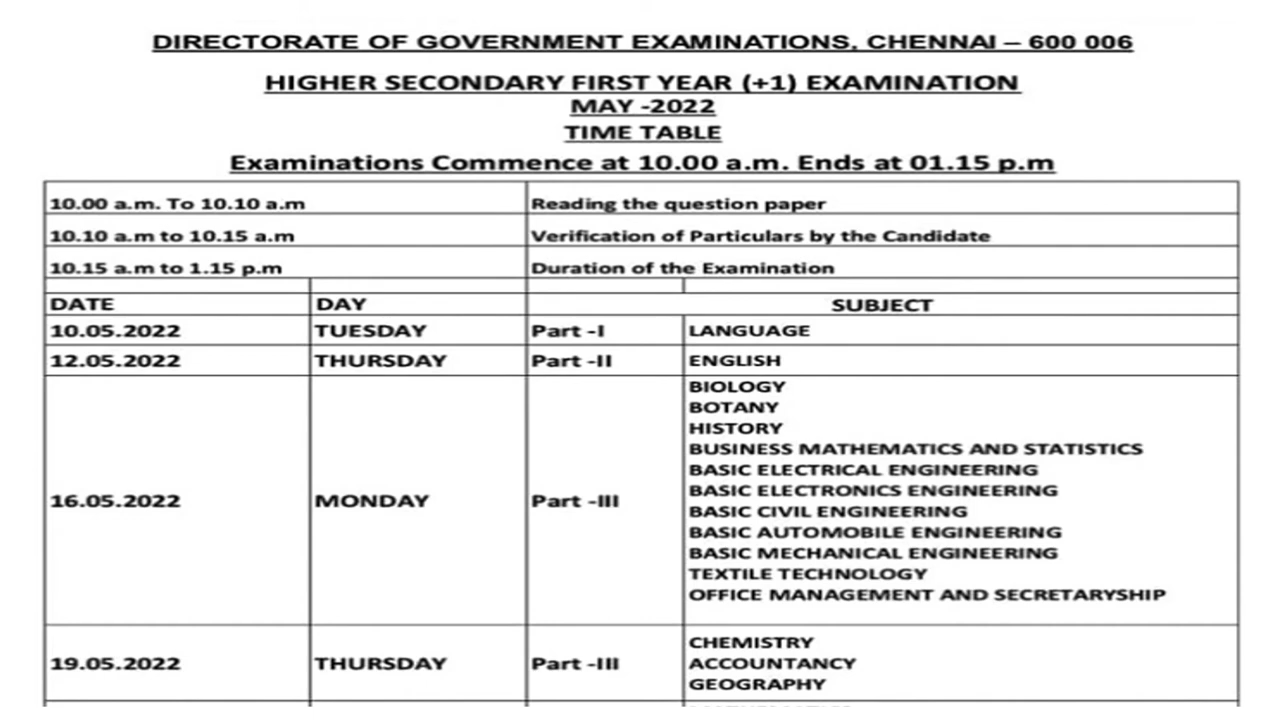 DIRECTORATE OF GOVERNMENT EXAMINATIONS, CHENNAI – 600 006
HIGHER SECONDARY FIRST YEAR (+1) EXAMINATION
MAY -2022
TIME TABLE
Examinations Commence at 10.00 a.m. Ends at 01.15 p.m
10.00 a.m. To 10.10 a.m Reading the question paper
10.10 a.m to 10.15 a.m Verification of Particulars by the Candidate
10.15 a.m to 1.15 p.m Duration of the Examination
DATE DAY SUBJECT
10.05.2022 TUESDAY Part -I LANGUAGE
12.05.2022 THURSDAY Part -II ENGLISH
16.05.2022 MONDAY Part -III BIOLOGY
BOTANY
HISTORY
BUSINESS MATHEMATICS AND STATISTICS
BASIC ELECTRICAL ENGINEERING
BASIC ELECTRONICS ENGINEERING
BASIC CIVIL ENGINEERING
BASIC AUTOMOBILE ENGINEERING
BASIC MECHANICAL ENGINEERING
TEXTILE TECHNOLOGY
OFFICE MANAGEMENT AND SECRETARYSHIP
19.05.2022 THURSDAY Part -III CHEMISTRY
ACCOUNTANCY
GEOGRAPHY